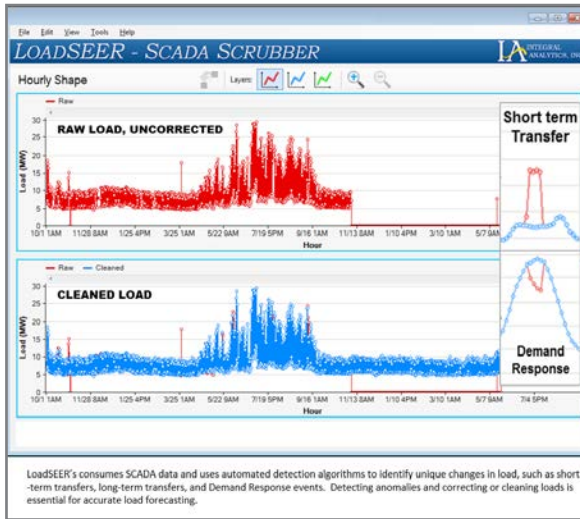 File Edit View Tools Help
LOADSEER - SCADA SCRUBBER
INTEGRAL
ANALYTICS, INC
Hourly Shape
Layers:
Raw
RAW LOAD, UNCORRECTED
Load (MW)
30
25
20
15
10
5
0
10/1 1AM 11/28 8AM 1/25 4PM 3/25 1AM 5/22 9AM 7/19 5PM 9/16 1AM 11/13 8AM 1/10 4PM 3/10 1AM 5/7 9A
Hour
Short term
Transfer
Raw Cleaned
CLEANED LOAD
Load (MW)
30
25
20
15
10
5
0
10/1 1AM 11/28 8AM 1/25 4PM 3/25 1AM 5/22 9AM 7/19 5PM 9/16 1AM 11/13 8AM 1/10 4PM 3/10 1AM 5/7 9AM 7/4 5PM
Hour
Demand
Response
LoadSEER's consumes SCADA data and uses automated detection algorithms to identify unique changes in load, such as short
-term transfers, long-term transfers, and Demand Response events. Detecting anomalies and correcting or cleaning loads is
essential for accurate load forecasting.